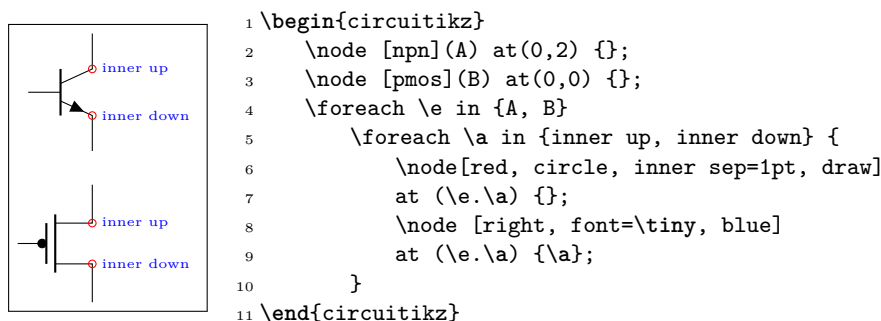 inner up
inner down
inner up
inner down
1 \begin{circuitikz}
2     \node [npn](A) at(0,2) {};
3     \node [pmos](B) at(0,0) {};
4     \foreach \e in {A, B}
5         \foreach \a in {inner up, inner down} {
6             \node[red, circle, inner sep=1pt, draw]
7             at (\e.\a) {};
8             \node [right, font=\tiny, blue]
9             at (\e.\a) {\a};
10         }
11 \end{circuitikz}